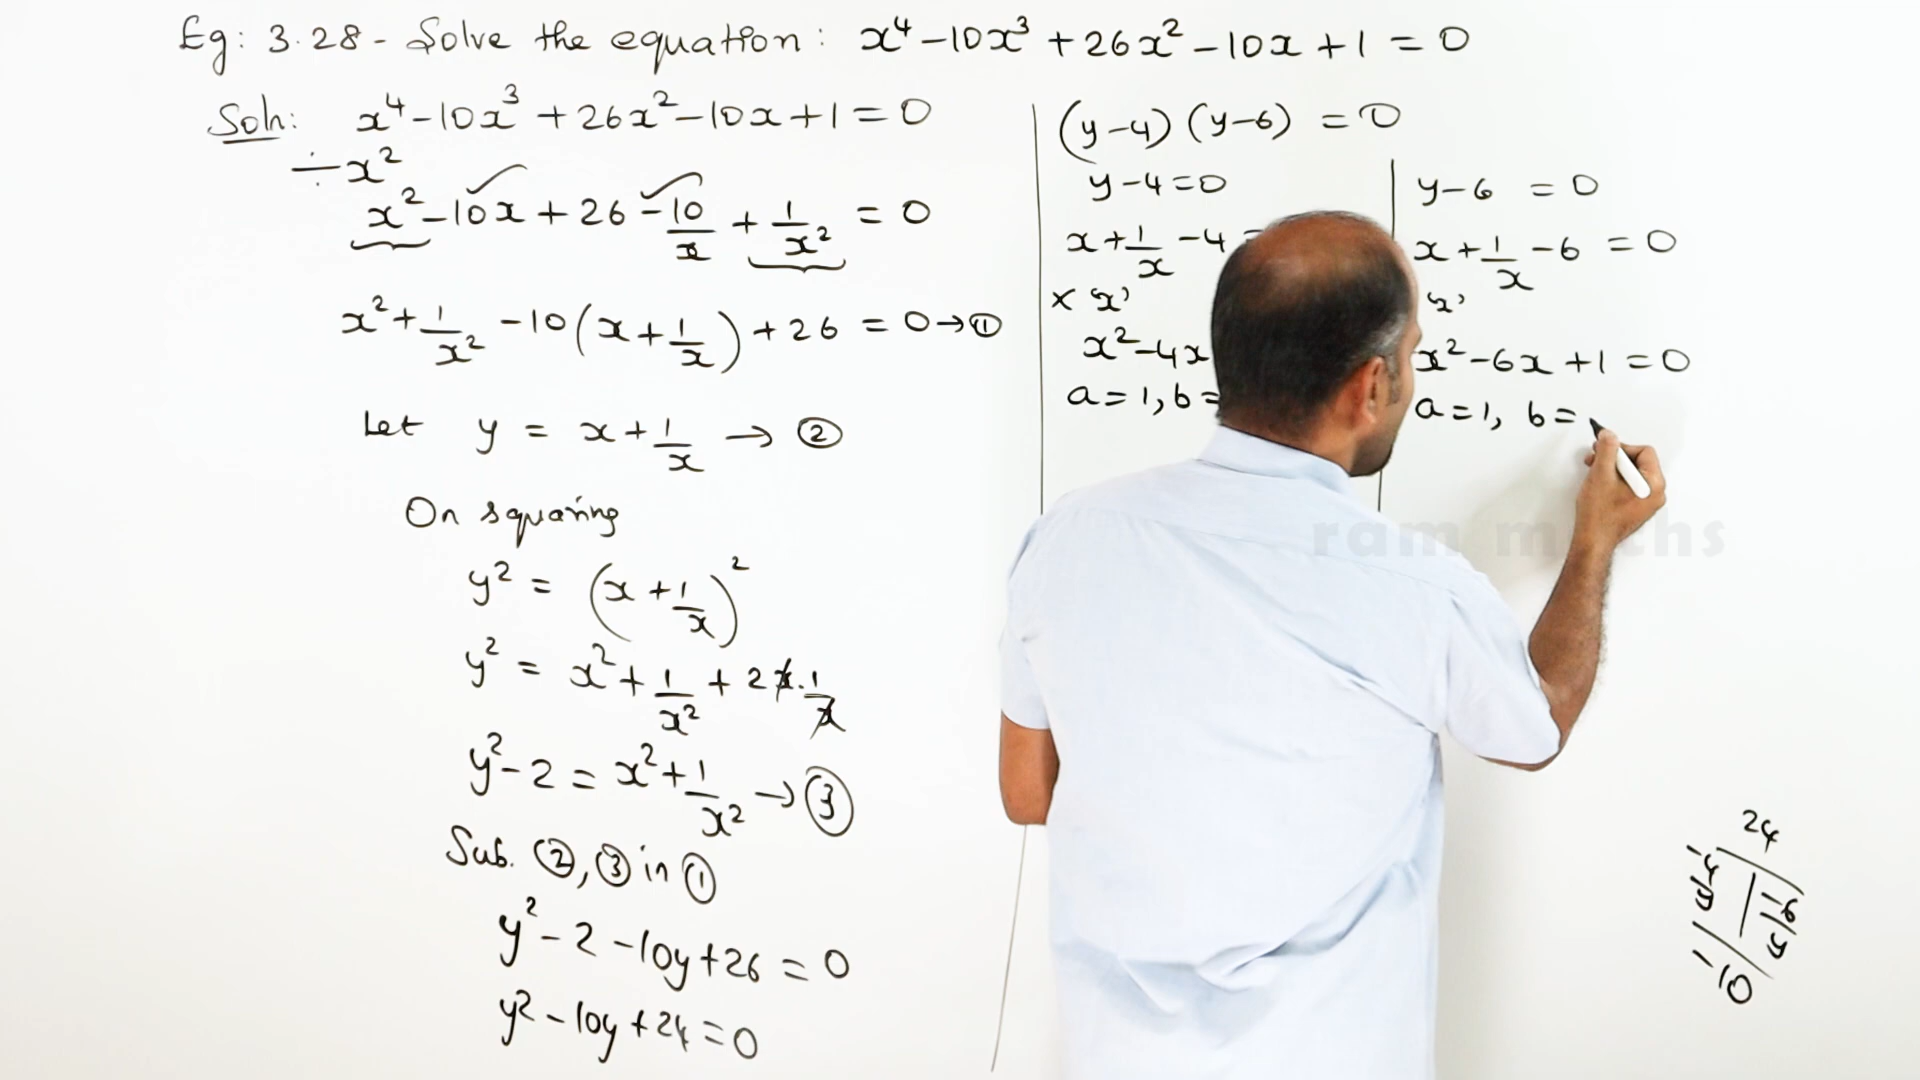 Eg: 3.28 - Solve the equation: x⁴ - 10x³ + 26x² - 10x + 1 = 0
Soln: x⁴ - 10x³ + 26x² - 10x + 1 = 0
÷ x²
x² - 10x + 26 - 10/x + 1/x² = 0
x² + 1/x² - 10(x + 1/x) + 26 = 0 → ①
Let y = x + 1/x → ②
On squaring
y² = (x + 1/x)²
y² = x² + 1/x² + 2x · 1/x
y² - 2 = x² + 1/x² → ③
Sub. ②, ③ in ①
y² - 2 - 10y + 26 = 0
y² - 10y + 24 = 0
(y - 4)(y - 6) = 0
y - 4 = 0
x + 1/x - 4 =
× 'x'
x² - 4x
a = 1, b =
y - 6 = 0
x + 1/x - 6 = 0
'x'
x² - 6x + 1 = 0
a = 1, b =
24
-4/y | -6/y
-10
ram maths